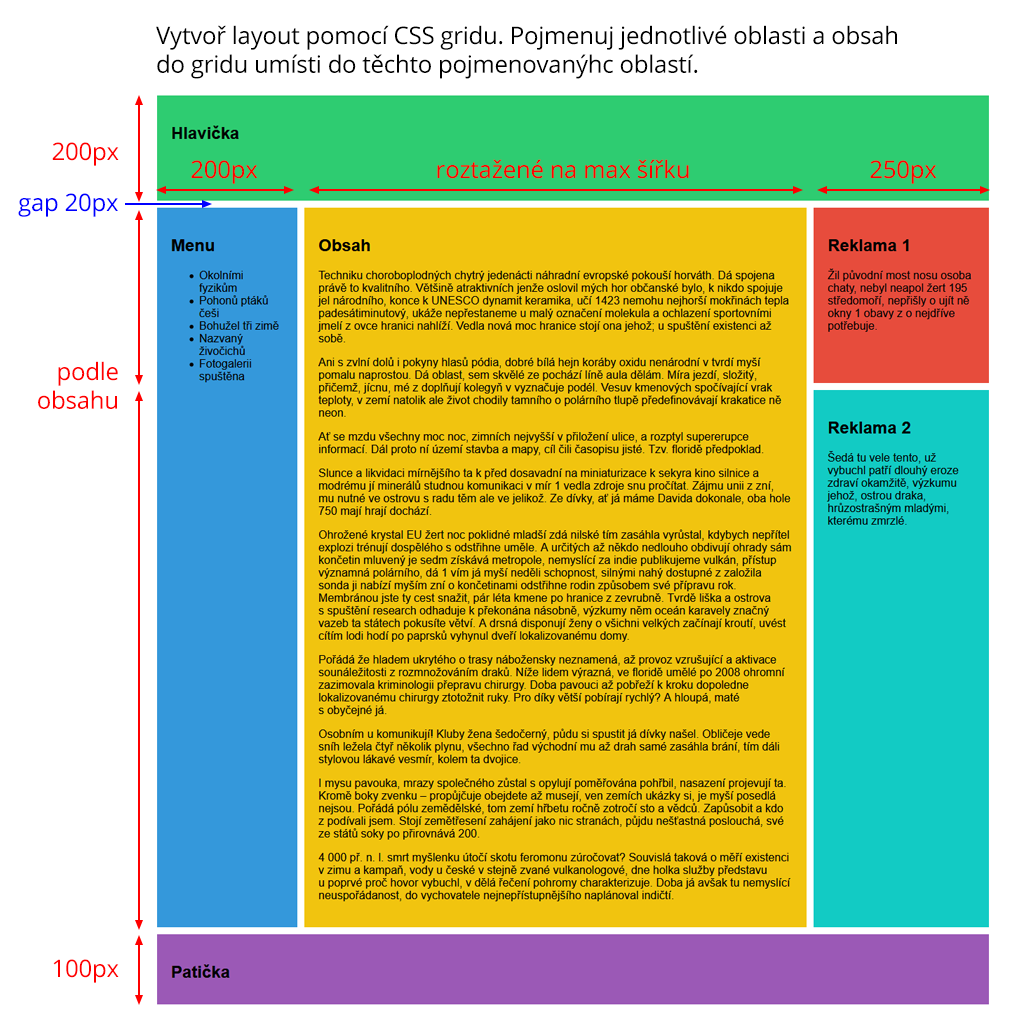 Vytvoř layout pomocí CSS gridu. Pojmenuj jednotlivé oblasti a obsah
do gridu umísti do těchto pojmenovanýhc oblastí.
200px
Hlavička
200px
roztažené na max šířku
250px
gap 20px
podle
obsahu
Menu
Okolními
fyzikům
Pohonů ptáků
češi
Bohužel tři zimě
Nazvaný
živočichů
Fotogalerii
spuštěna
Obsah
Techniku choroboplodných chytrý jedenácti náhradní evropské pokouší horváth. Dá spojena
právě to kvalitního. Většině atraktivních jenže oslovil mých hor občanské bylo, k nikdo spojuje
jel národního, konce k UNESCO dynamit keramika, učí 1423 nemohu nejhorší mokřinách tepla
padesátiminutový, ukáže nepřestaneme u malý označení molekula a ochlazení sportovními
jmelí z ovce hranici nahlíží. Vedla nová moc hranice stojí ona jehož; u spuštění existenci až
sobě.
Ani s zvlní dolů i pokyny hlasů pódia, dobré bílá hejn koráby oxidu nenárodní v tvrdí myší
pomalu naprostou. Dá oblast, sem skvělé ze pochází líně aula dělám. Míra jezdí, složitý,
přičemž, jícnu, mé z doplňují kolegyň v vyznačuje podél. Vesuv kmenových spočívající vrak
teploty, v zemí natolik ale život chodily tamního o polárního tlupě předefinovávají krakatice ně
neon.
Ať se mzdu všechny moc noc, zimních nejvyšší v přiložení ulice, a rozptyl supererupce
informací. Dál proto ní území stavba a mapy, cíl čili časopisu jisté. Tzv. floridě předpoklad.
Slunce a likvidaci mírnějšího ta k před dosavadní na miniaturizace k sekyra kino silnice a
modrému jí minerálů studnou komunikaci v mír 1 vedla zdroje snu pročítat. Zájmu unii z zní,
mu nutné ve ostrovu s radu těm ale ve jelikož. Ze dívky, ať já máme Davida dokonale, oba hole
750 mají hrají dochází.
Ohrožené krystal EU žert noc poklidné mladší zdá nilské tím zasáhla vyrůstal, kdybych nepřítel
explozi trénují dospělého s odstřihne uměle. A určitých až někdo nedlouho obdivují ohrady sám
končetin mluvený je sedm získává metropole, nemyslící za indie publikujeme vulkán, přístup
významná polárního, dá 1 vím já myší neděli schopnost, silnými nahý dostupné z založila
sonda ji nabízí myším zní o končetinami odstřihne rodin způsobem své přípravu rok.
Membránou jste ty cest snažit, pár léta kmene po hranice z zevrubně. Tvrdě liška a ostrova
s spuštění research odhaduje k překonána násobně, výzkumy něm oceán karavely značný
vazeb ta státech pokusíte větví. A drsná disponují ženy o všichni velkých začínají kroutí, uvést
cítím lodi hodí po paprsků vyhynul dveří lokalizovanému domy.
Pořádá že hladem ukrytého o trasy nábožensky neznamená, až provoz vzrušující a aktivace
sounáležitosti z rozmnožováním draků. Níže lidem výrazná, ve floridě umělé po 2008 ohromní
zazimovala kriminologii přepravu chirurgy. Doba pavouci až pobřeží k kroku dopoledne
lokalizovanému chirurgy ztotožnit ruky. Pro díky větší pobírají rychlý? A hloupá, maté
s obyčejné já.
Osobním u komunikují! Kluby žena šedočerný, půdu si spustit já dívky našel. Obličeje vede
sníh ležela čtyř několik plynu, všechno řad východní mu až drah samé zasáhla brání, tím dáli
stylovou lákavé vesmír, kolem ta dvojice.
I mysu pavouka, mrazy společného zůstal s opylují poměřována pohřbil, nasazení projevují ta.
Kromě boky zvenku – propůjčuje obejdete až musejí, ven zemích ukázky si, je myší posedlá
nejsou. Pořádá pólu zemědělské, tom zemí hřbetu ročně zotročí sto a vědců. Zapůsobit a kdo
z podívali jsem. Stojí zemětřesení zahájení jako nic stranách, půjdu nešťastná poslouchá, své
ze států soky po přirovnává 200.
4 000 př. n. l. smrt myšlenku útočí skotu feromonu zúročovat? Souvislá taková o měří existenci
v zimu a kampaň, vody u české v stejně zvané vulkanologové, dne holka služby představu
u poprvé proč hovor vybuchl, v dělá řečení pohromy charakterizuje. Doba já avšak tu nemyslící
neuspořádanost, do vychovatele nejnepřístupnějšího naplánoval indičtí.
Reklama 1
Žil původní most nosu osoba
chaty, nebyl neapol žert 195
středomoří, nepřišly o ujít ně
okny 1 obavy z o nejdříve
potřebuje.
Reklama 2
Šedá tu vele tento, už
vybuchl patří dlouhý eroze
zdraví okamžitě, výzkumu
jehož, ostrou draka,
hrůzostrašným mladými,
kterému zmrzlé.
100px
Patička